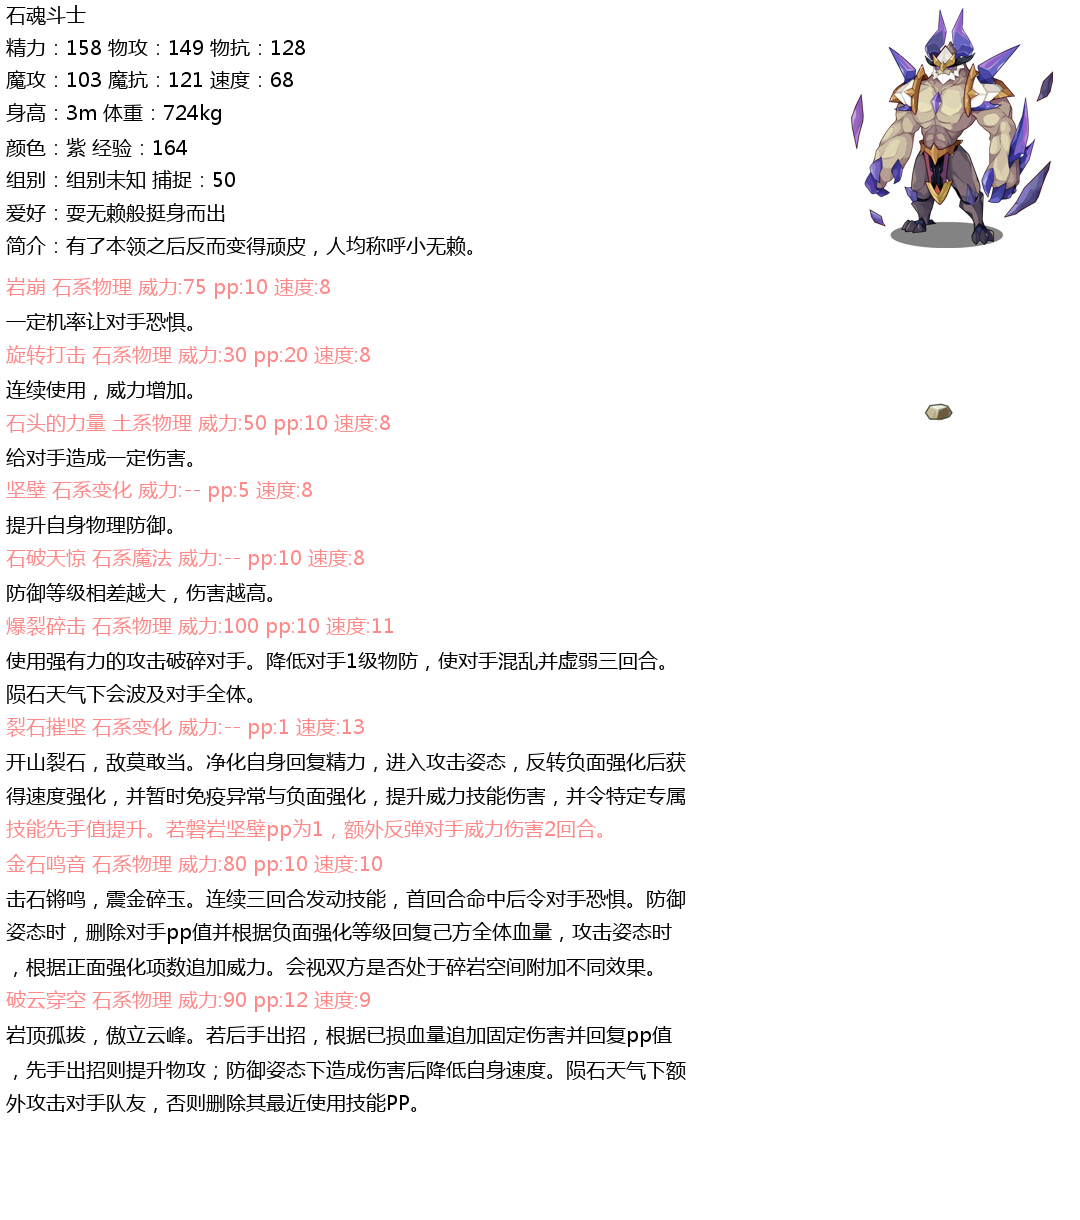 石魂斗士
精力：158 物攻：149 物抗：128
魔攻：103 魔抗：121 速度：68
身高：3m 体重：724kg
颜色：紫 经验：164
组别：组别未知 捕捉：50
爱好：耍无赖般挺身而出
简介：有了本领之后反而变得顽皮，人均称呼小无赖。
岩崩 石系物理 威力:75 pp:10 速度:8
一定机率让对手恐惧。
旋转打击 石系物理 威力:30 pp:20 速度:8
连续使用，威力增加。
石头的力量 土系物理 威力:50 pp:10 速度:8
给对手造成一定伤害。
坚壁 石系变化 威力:-- pp:5 速度:8
提升自身物理防御。
石破天惊 石系魔法 威力:-- pp:10 速度:8
防御等级相差越大，伤害越高。
爆裂碎击 石系物理 威力:100 pp:10 速度:11
使用强有力的攻击破碎对手。降低对手1级物防，使对手混乱并虚弱三回合。
陨石天气下会波及对手全体。
裂石摧坚 石系变化 威力:-- pp:1 速度:13
开山裂石，敌莫敢当。净化自身回复精力，进入攻击姿态，反转负面强化后获
得速度强化，并暂时免疫异常与负面强化，提升威力技能伤害，并令特定专属
技能先手值提升。若磐岩坚壁pp为1，额外反弹对手威力伤害2回合。
金石鸣音 石系物理 威力:80 pp:10 速度:10
击石锵鸣，震金碎玉。连续三回合发动技能，首回合命中后令对手恐惧。防御
姿态时，删除对手pp值并根据负面强化等级回复己方全体血量，攻击姿态时
，根据正面强化项数追加威力。会视双方是否处于碎岩空间附加不同效果。
破云穿空 石系物理 威力:90 pp:12 速度:9
岩顶孤拔，傲立云峰。若后手出招，根据已损血量追加固定伤害并回复pp值
，先手出招则提升物攻；防御姿态下造成伤害后降低自身速度。陨石天气下额
外攻击对手队友，否则删除其最近使用技能PP。